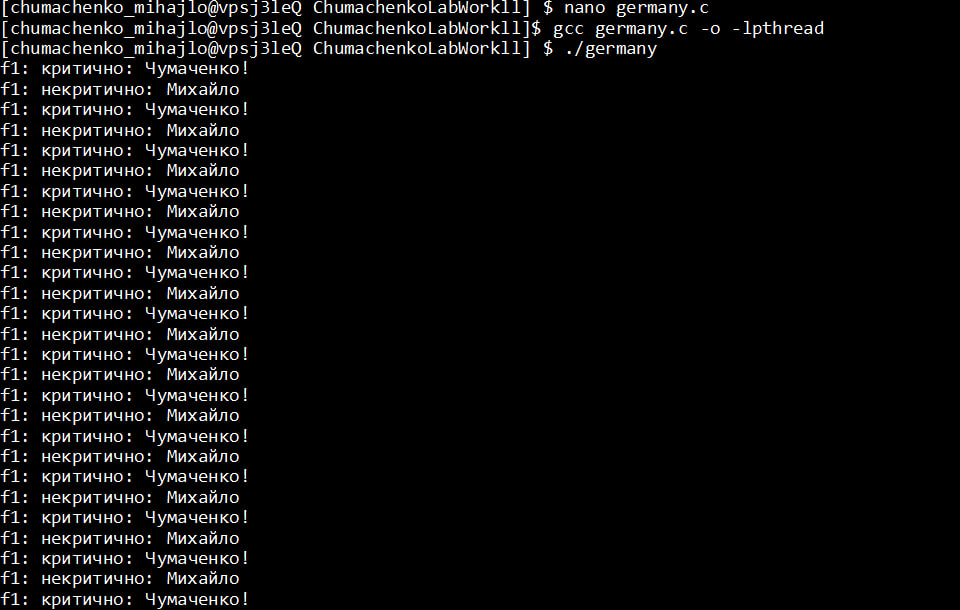 [chumachenko_mihajlo@vpsj3leQ ChumachenkoLabWorkll] $ nano germany.c
[chumachenko_mihajlo@vpsj3leQ ChumachenkoLabWorkll]$ gcc germany.c -o -lpthread
[chumachenko_mihajlo@vpsj3leQ ChumachenkoLabWorkll] $ ./germany
f1: критично: Чумаченко!
f1: некритично: Михайло
f1: критично: Чумаченко!
f1: некритично: Михайло
f1: критично: Чумаченко!
f1: некритично: Михайло
f1: критично: Чумаченко!
f1: некритично: Михайло
f1: критично: Чумаченко!
f1: некритично: Михайло
f1: критично: Чумаченко!
f1: некритично: Михайло
f1: критично: Чумаченко!
f1: некритично: Михайло
f1: критично: Чумаченко!
f1: некритично: Михайло
f1: критично: Чумаченко!
f1: некритично: Михайло
f1: критично: Чумаченко!
f1: некритично: Михайло
f1: критично: Чумаченко!
f1: некритично: Михайло
f1: критично: Чумаченко!
f1: некритично: Михайло
f1: критично: Чумаченко!
f1: некритично: Михайло
f1: критично: Чумаченко!